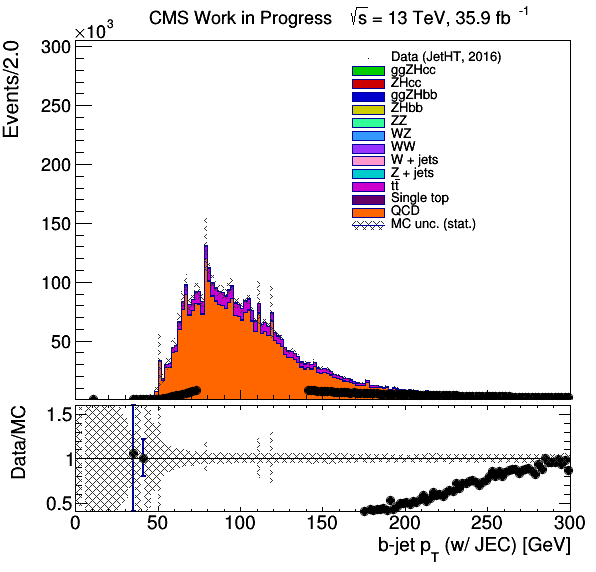 CMS Work in Progress √s = 13 TeV, 35.9 fb -1
×10³
Events/2.0
300
250
200
150
100
50
Data (JetHT, 2016)
ggZHcc
ZHcc
ggZHbb
ZHbb
ZZ
WZ
WW
W + jets
Z + jets
tt̄
Single top
QCD
MC unc. (stat.)
Data/MC
1.5
1
0.5
0 50 100 150 200 250 300
b-jet p_T (w/ JEC) [GeV]